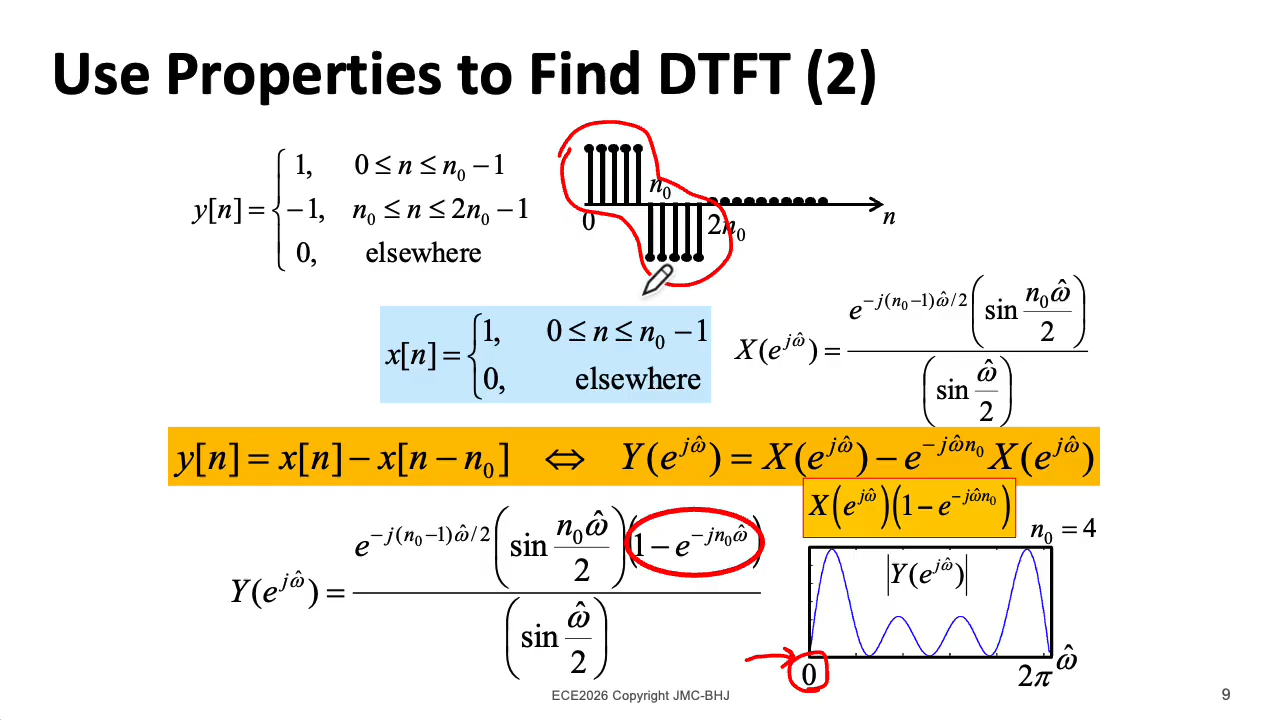 Use Properties to Find DTFT (2)
y[n] = { 1, 0 ≤ n ≤ n₀ − 1
−1, n₀ ≤ n ≤ 2n₀ − 1
0, elsewhere
n₀
0
2n₀
n
x[n] = { 1, 0 ≤ n ≤ n₀ − 1
0, elsewhere
X(e^{jω̂}) = e^{−j(n₀−1)ω̂/2} (sin n₀ω̂/2) / (sin ω̂/2)
y[n] = x[n] − x[n − n₀] ⇔ Y(e^{jω̂}) = X(e^{jω̂}) − e^{−jω̂n₀} X(e^{jω̂})
X(e^{jω̂})(1 − e^{−jω̂n₀})
Y(e^{jω̂}) = e^{−j(n₀−1)ω̂/2} (sin n₀ω̂/2)(1 − e^{−jn₀ω̂}) / (sin ω̂/2)
n₀ = 4
|Y(e^{jω̂})|
0
2π
ω̂
ECE2026 Copyright JMC-BHJ
9